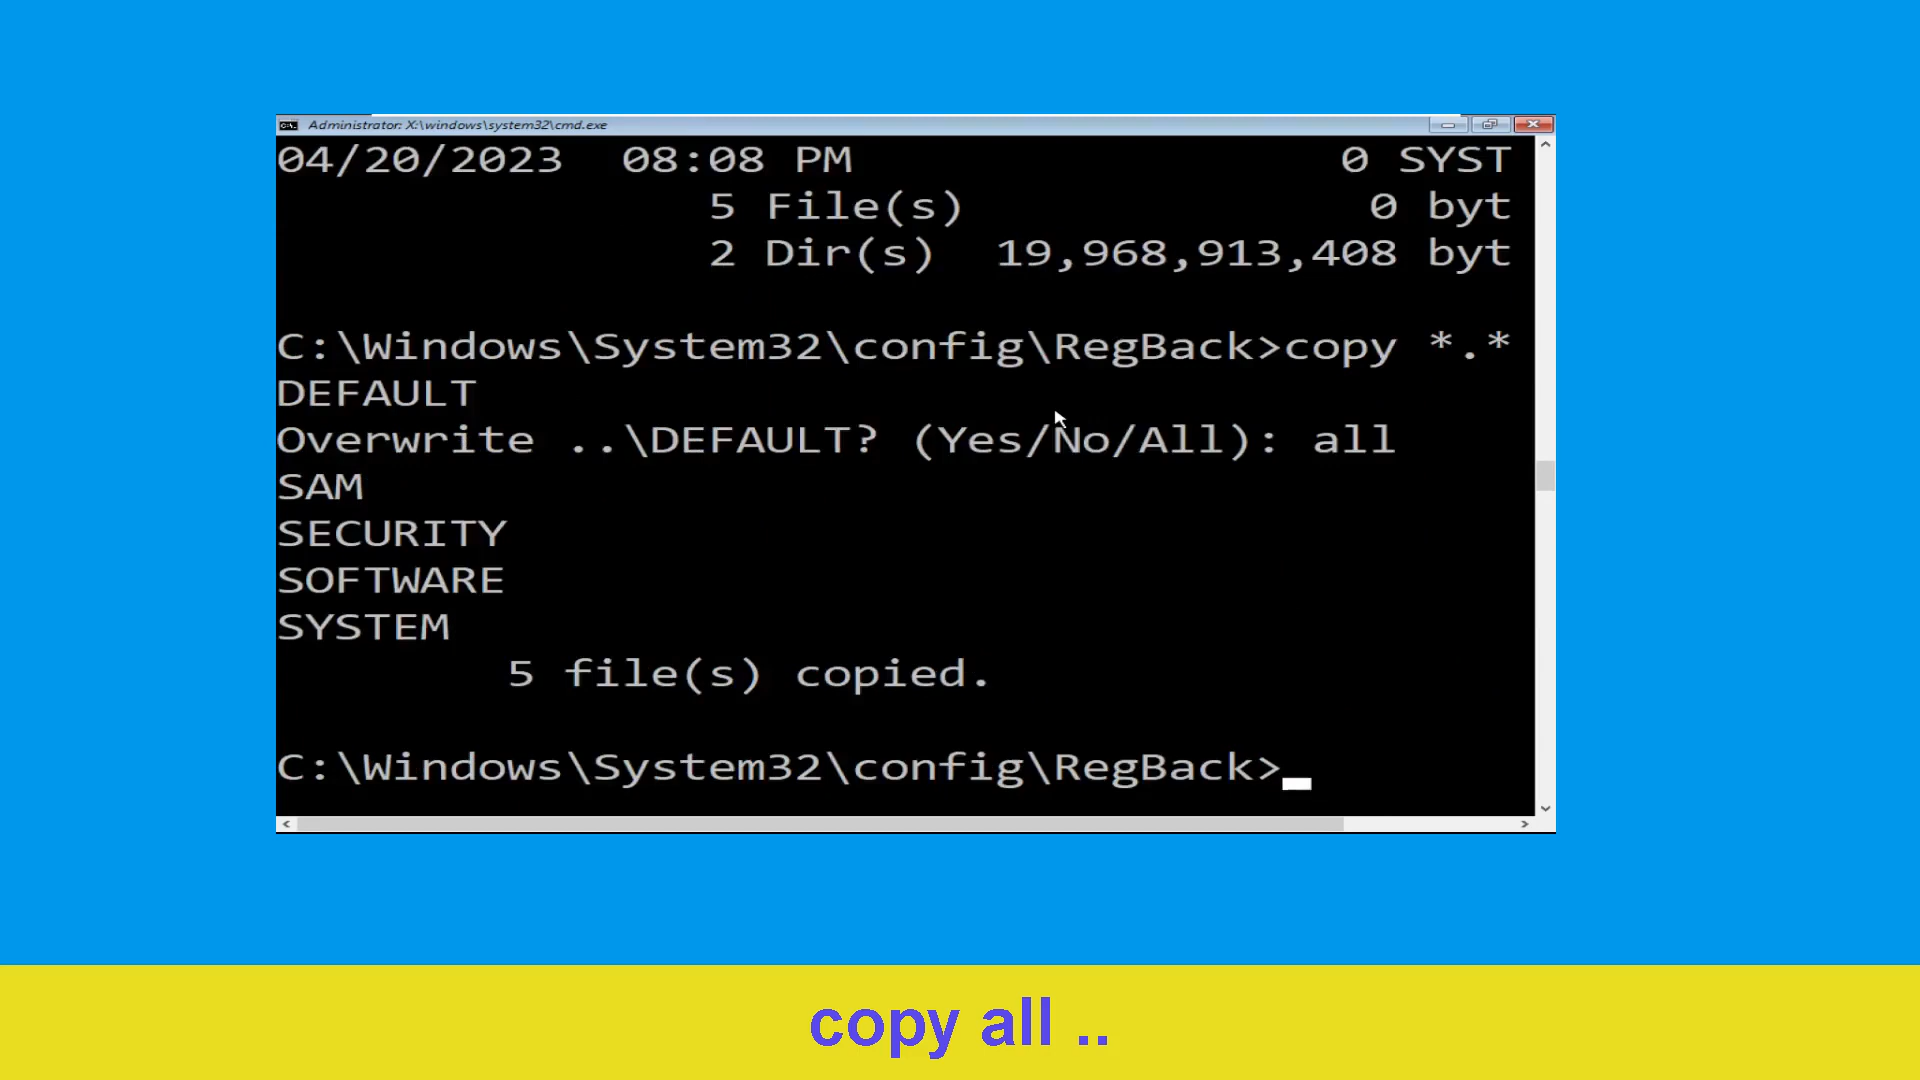 Administrator: X:\windows\system32\cmd.exe
04/20/2023 08:08 PM 0 SYST
5 File(s) 0 byt
2 Dir(s) 19,968,913,408 byt
C:\Windows\System32\config\RegBack>copy *.*
DEFAULT
Overwrite ..\DEFAULT? (Yes/No/All): all
SAM
SECURITY
SOFTWARE
SYSTEM
5 file(s) copied.
C:\Windows\System32\config\RegBack>
copy all ..